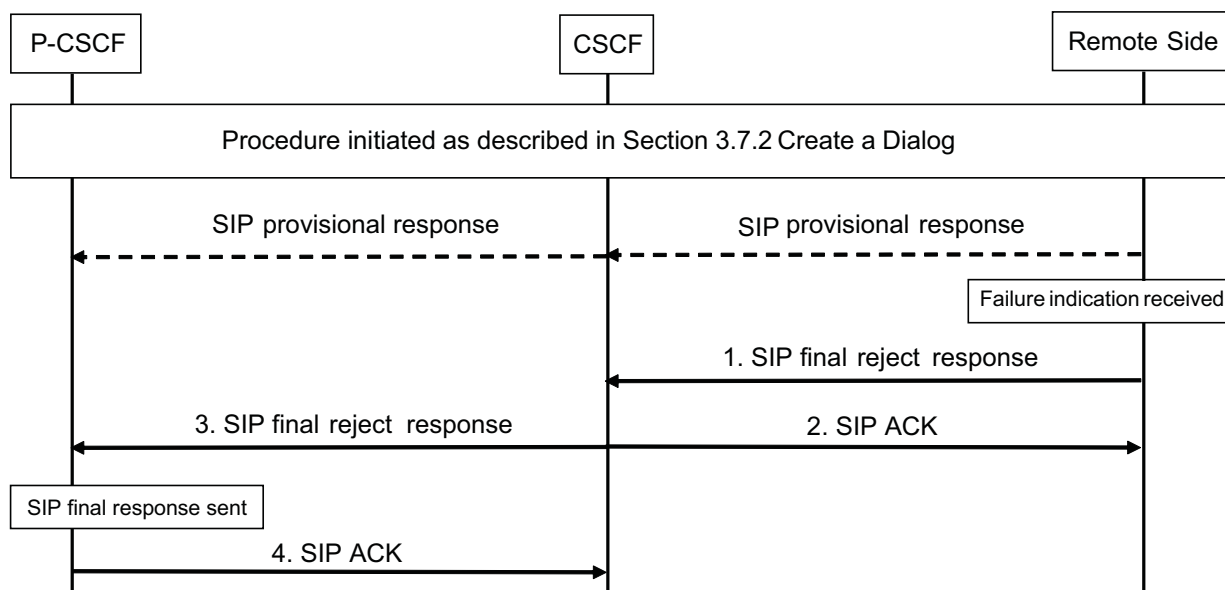 P-CSCF
CSCF
Remote Side
Procedure initiated as described in Section 3.7.2 Create a Dialog
SIP provisional response
SIP provisional response
Failure indication received
1. SIP final reject response
3. SIP final reject response
2. SIP ACK
SIP final response sent
4. SIP ACK